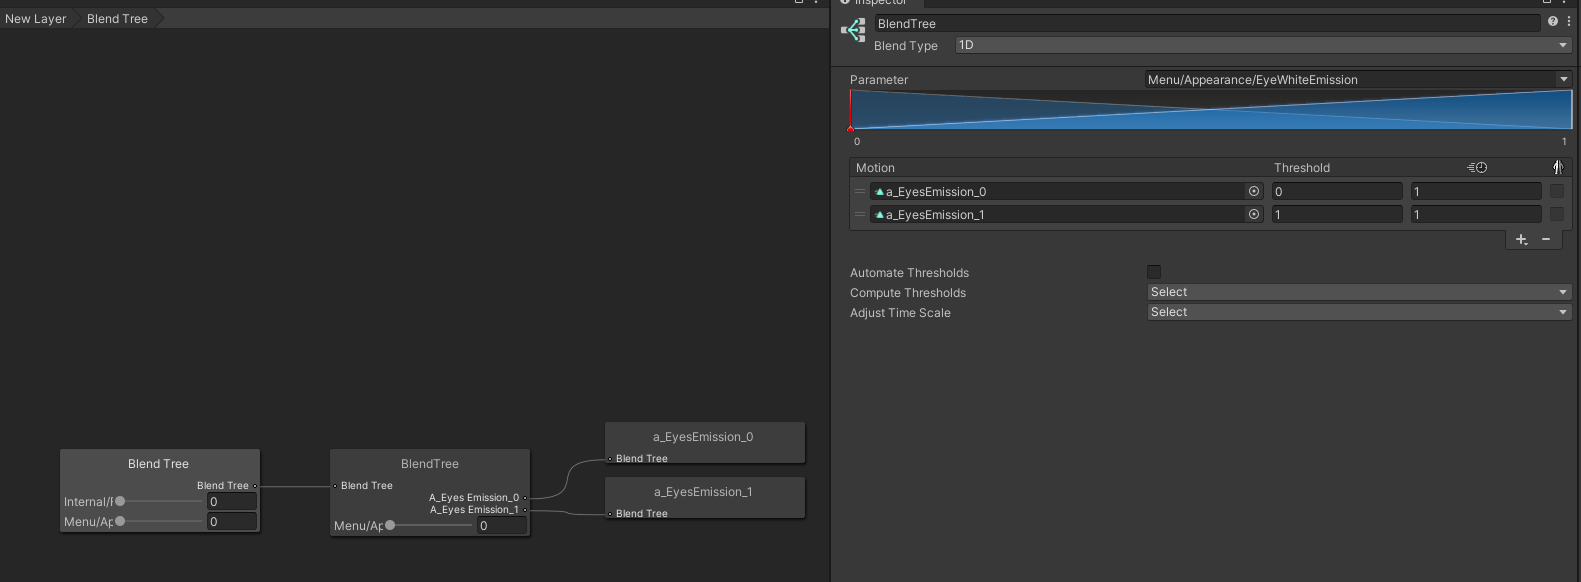 New Layer
Blend Tree
Inspector
BlendTree
Blend Type
1D
Parameter
Menu/Appearance/EyeWhiteEmission
0
1
Motion
Threshold
a_EyesEmission_0
0
1
a_EyesEmission_1
1
1
Automate Thresholds
Compute Thresholds
Select
Adjust Time Scale
Select
Blend Tree
Blend Tree
Internal/F
0
Menu/Ap
0
BlendTree
Blend Tree
A_Eyes Emission_0
A_Eyes Emission_1
Menu/Ap
0
a_EyesEmission_0
Blend Tree
a_EyesEmission_1
Blend Tree